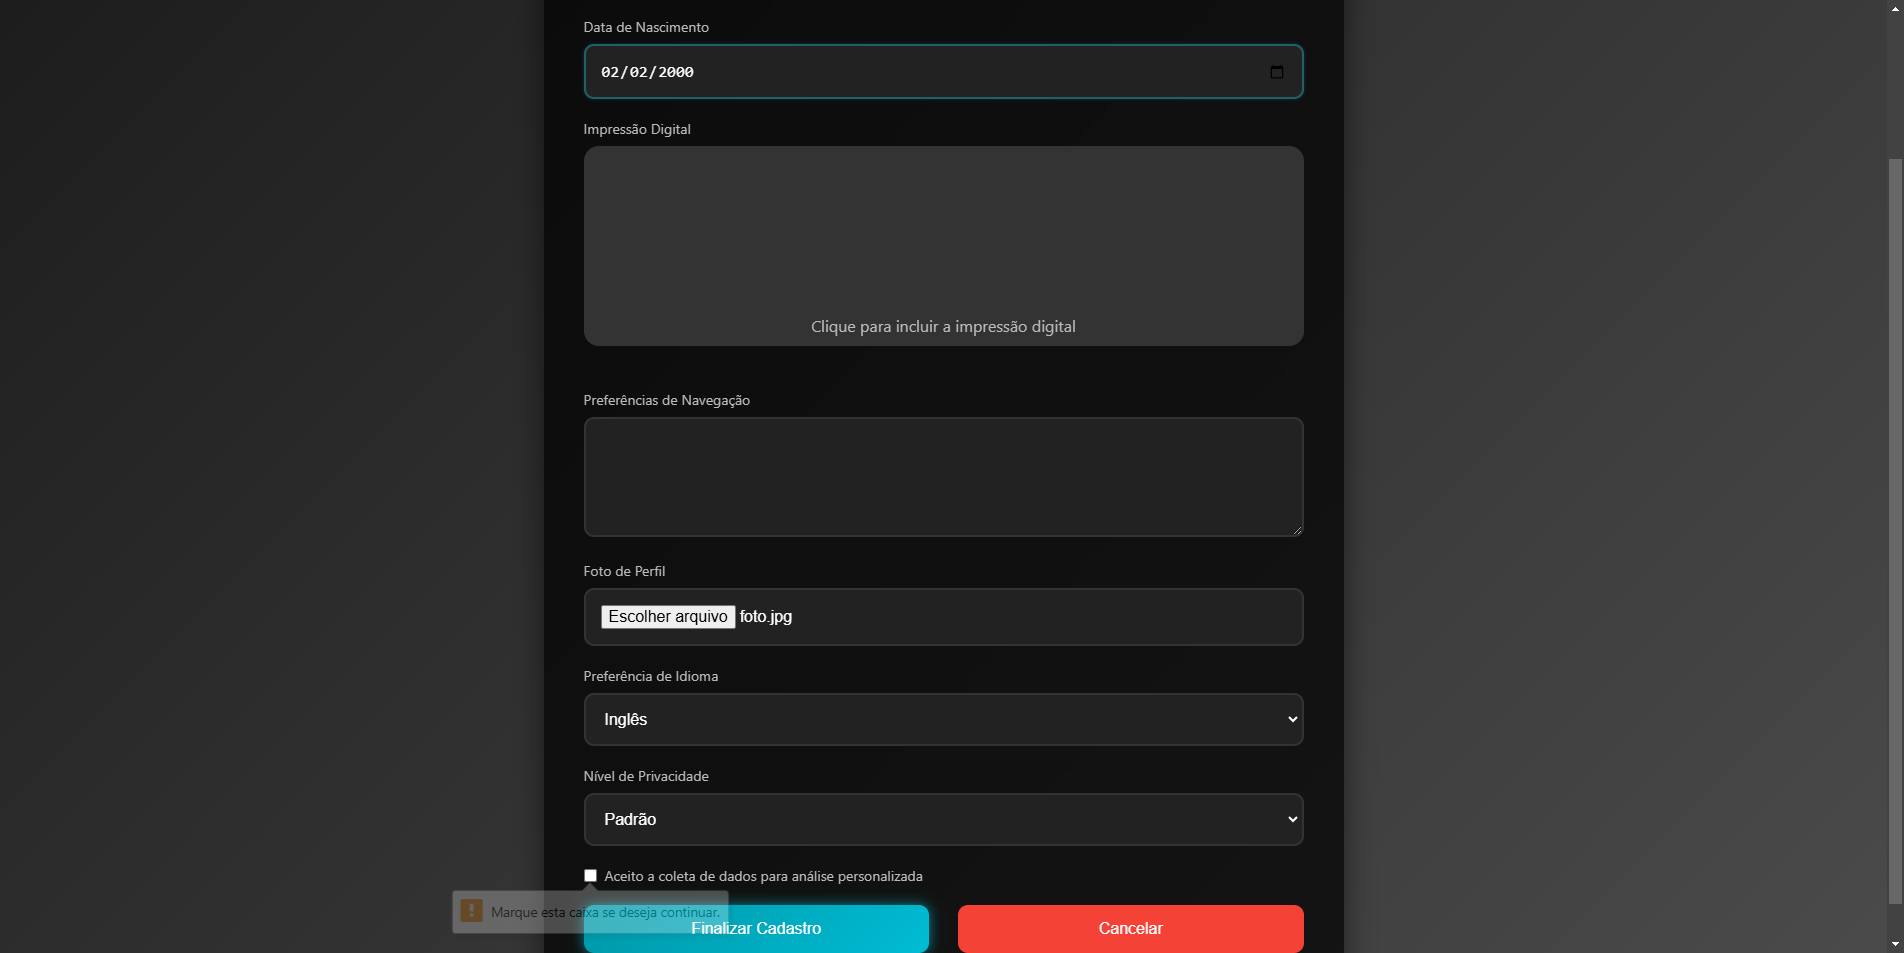 Data de Nascimento
02/02/2000
Impressão Digital
Clique para incluir a impressão digital
Preferências de Navegação
Foto de Perfil
Escolher arquivo foto.jpg
Preferência de Idioma
Inglês
Nível de Privacidade
Padrão
Aceito a coleta de dados para análise personalizada
Marque esta caixa se deseja continuar.
Finalizar Cadastro
Cancelar